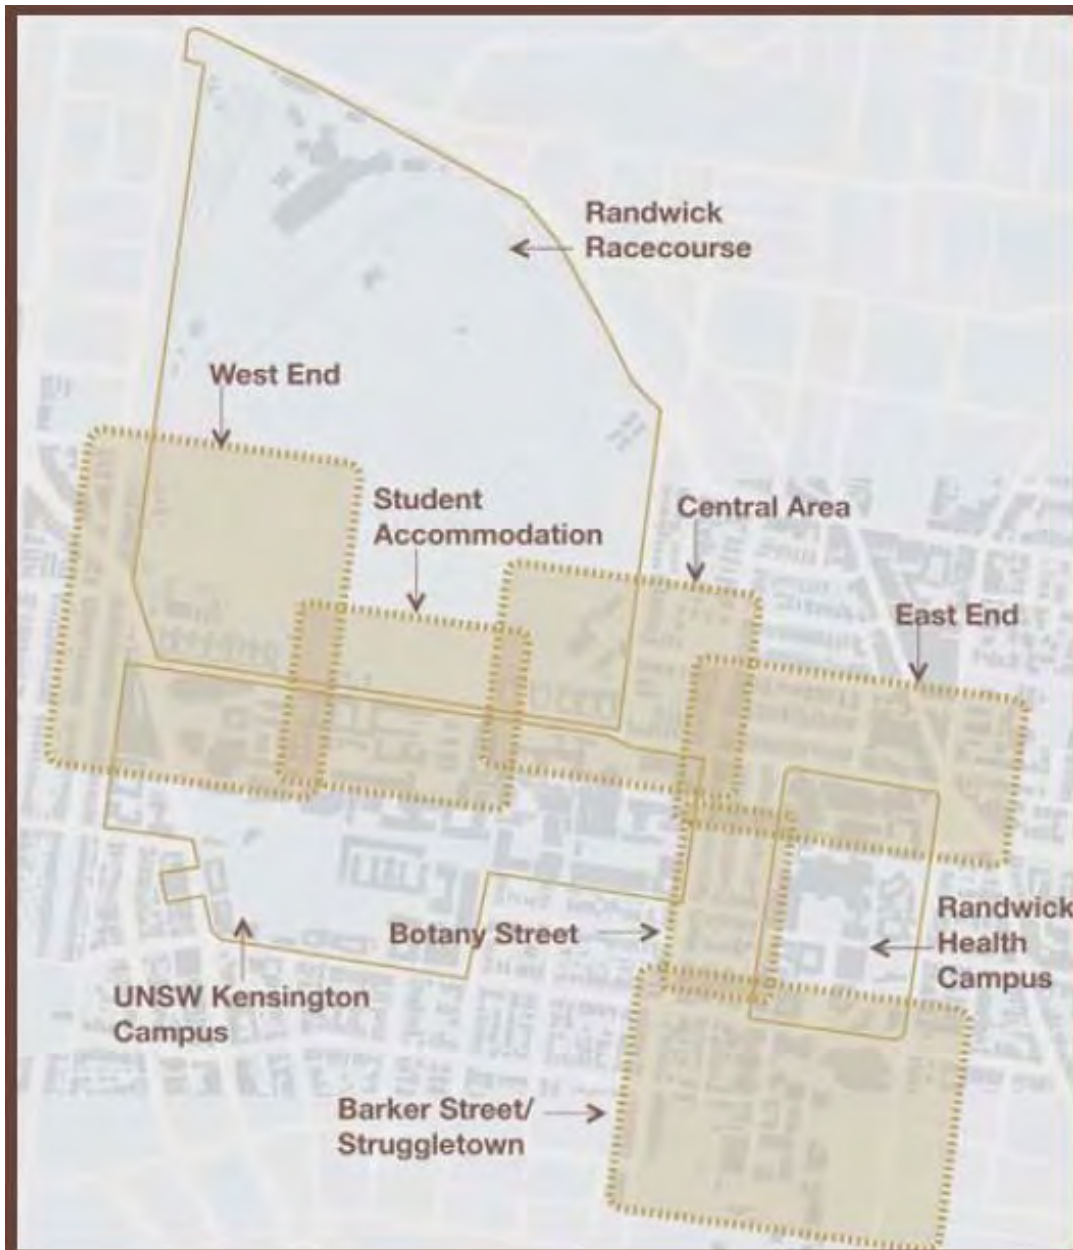 Randwick
Racecourse
West End
Student
Accommodation
Central Area
East End
Botany Street
Randwick
Health
Campus
UNSW Kensington
Campus
Barker Street/
Struggletown